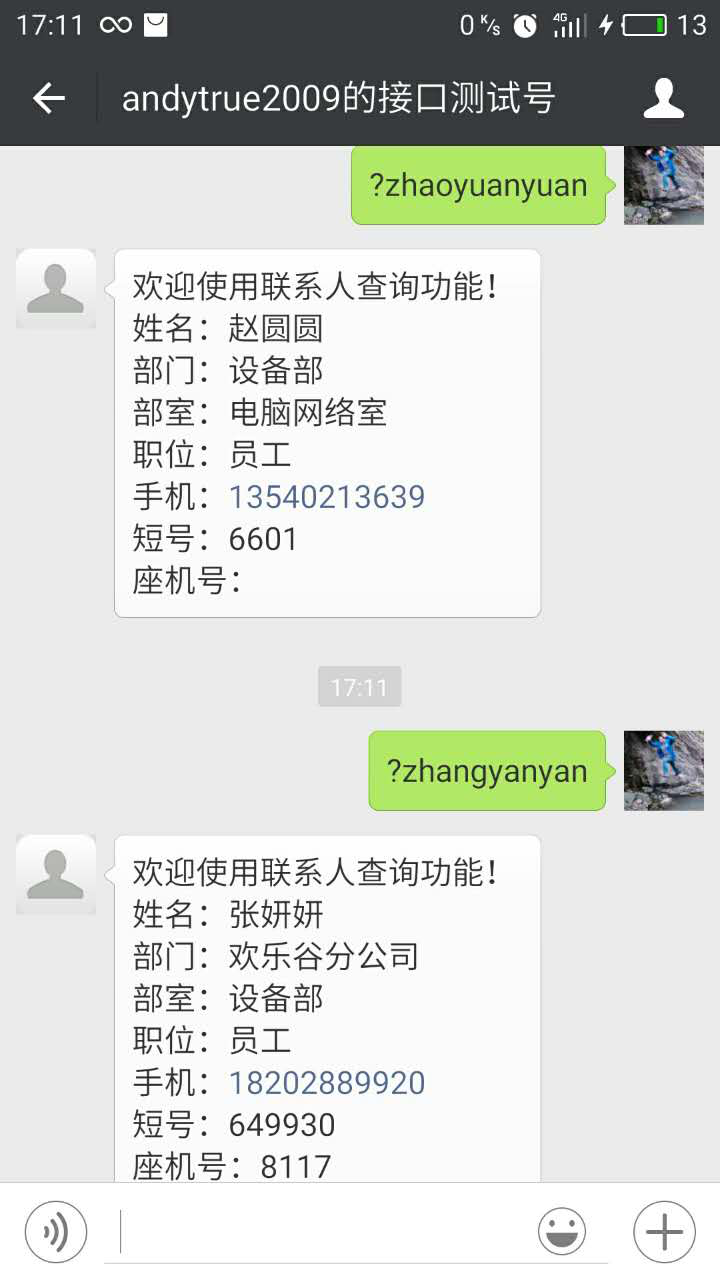 17:11
0 K/s
4G
13
andytrue2009的接口测试号
?zhaoyuanyuan
欢迎使用联系人查询功能！
姓名：赵圆圆
部门：设备部
部室：电脑网络室
职位：员工
手机：13540213639
短号：6601
座机号：
17:11
?zhangyanyan
欢迎使用联系人查询功能！
姓名：张妍妍
部门：欢乐谷分公司
部室：设备部
职位：员工
手机：18202889920
短号：649930
座机号：8117